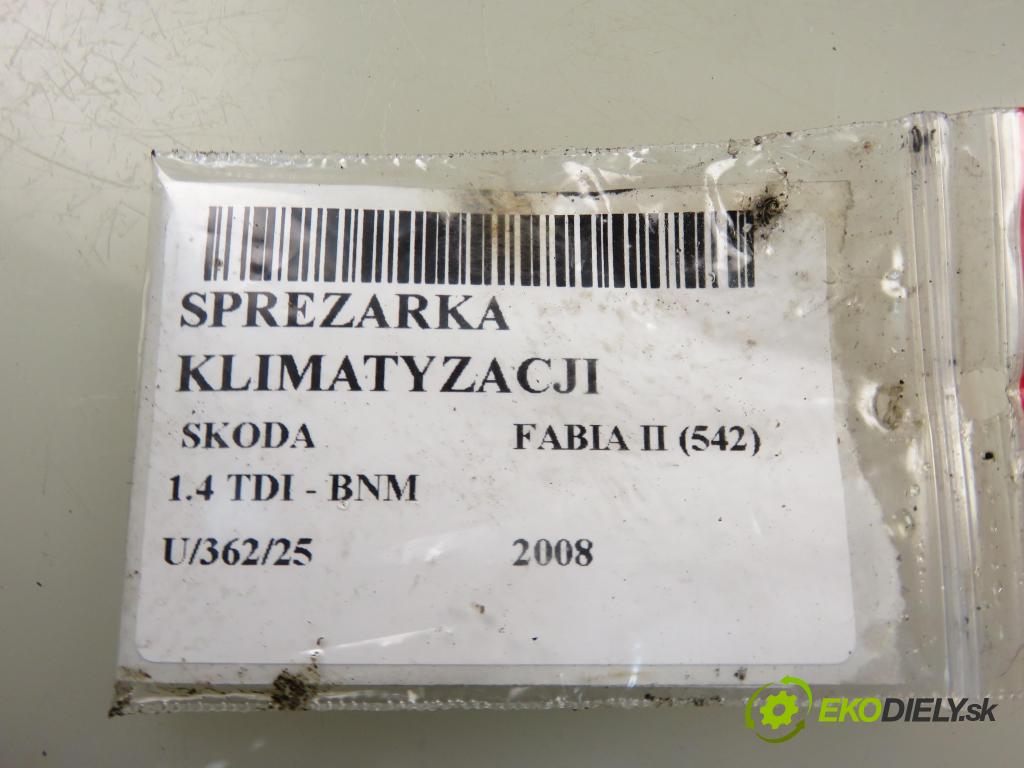 SPREZARKA
KLIMATYZACJI
SKODA FABIA II (542)
1.4 TDI - BNM
U/362/25 2008
EKODIELY.sk